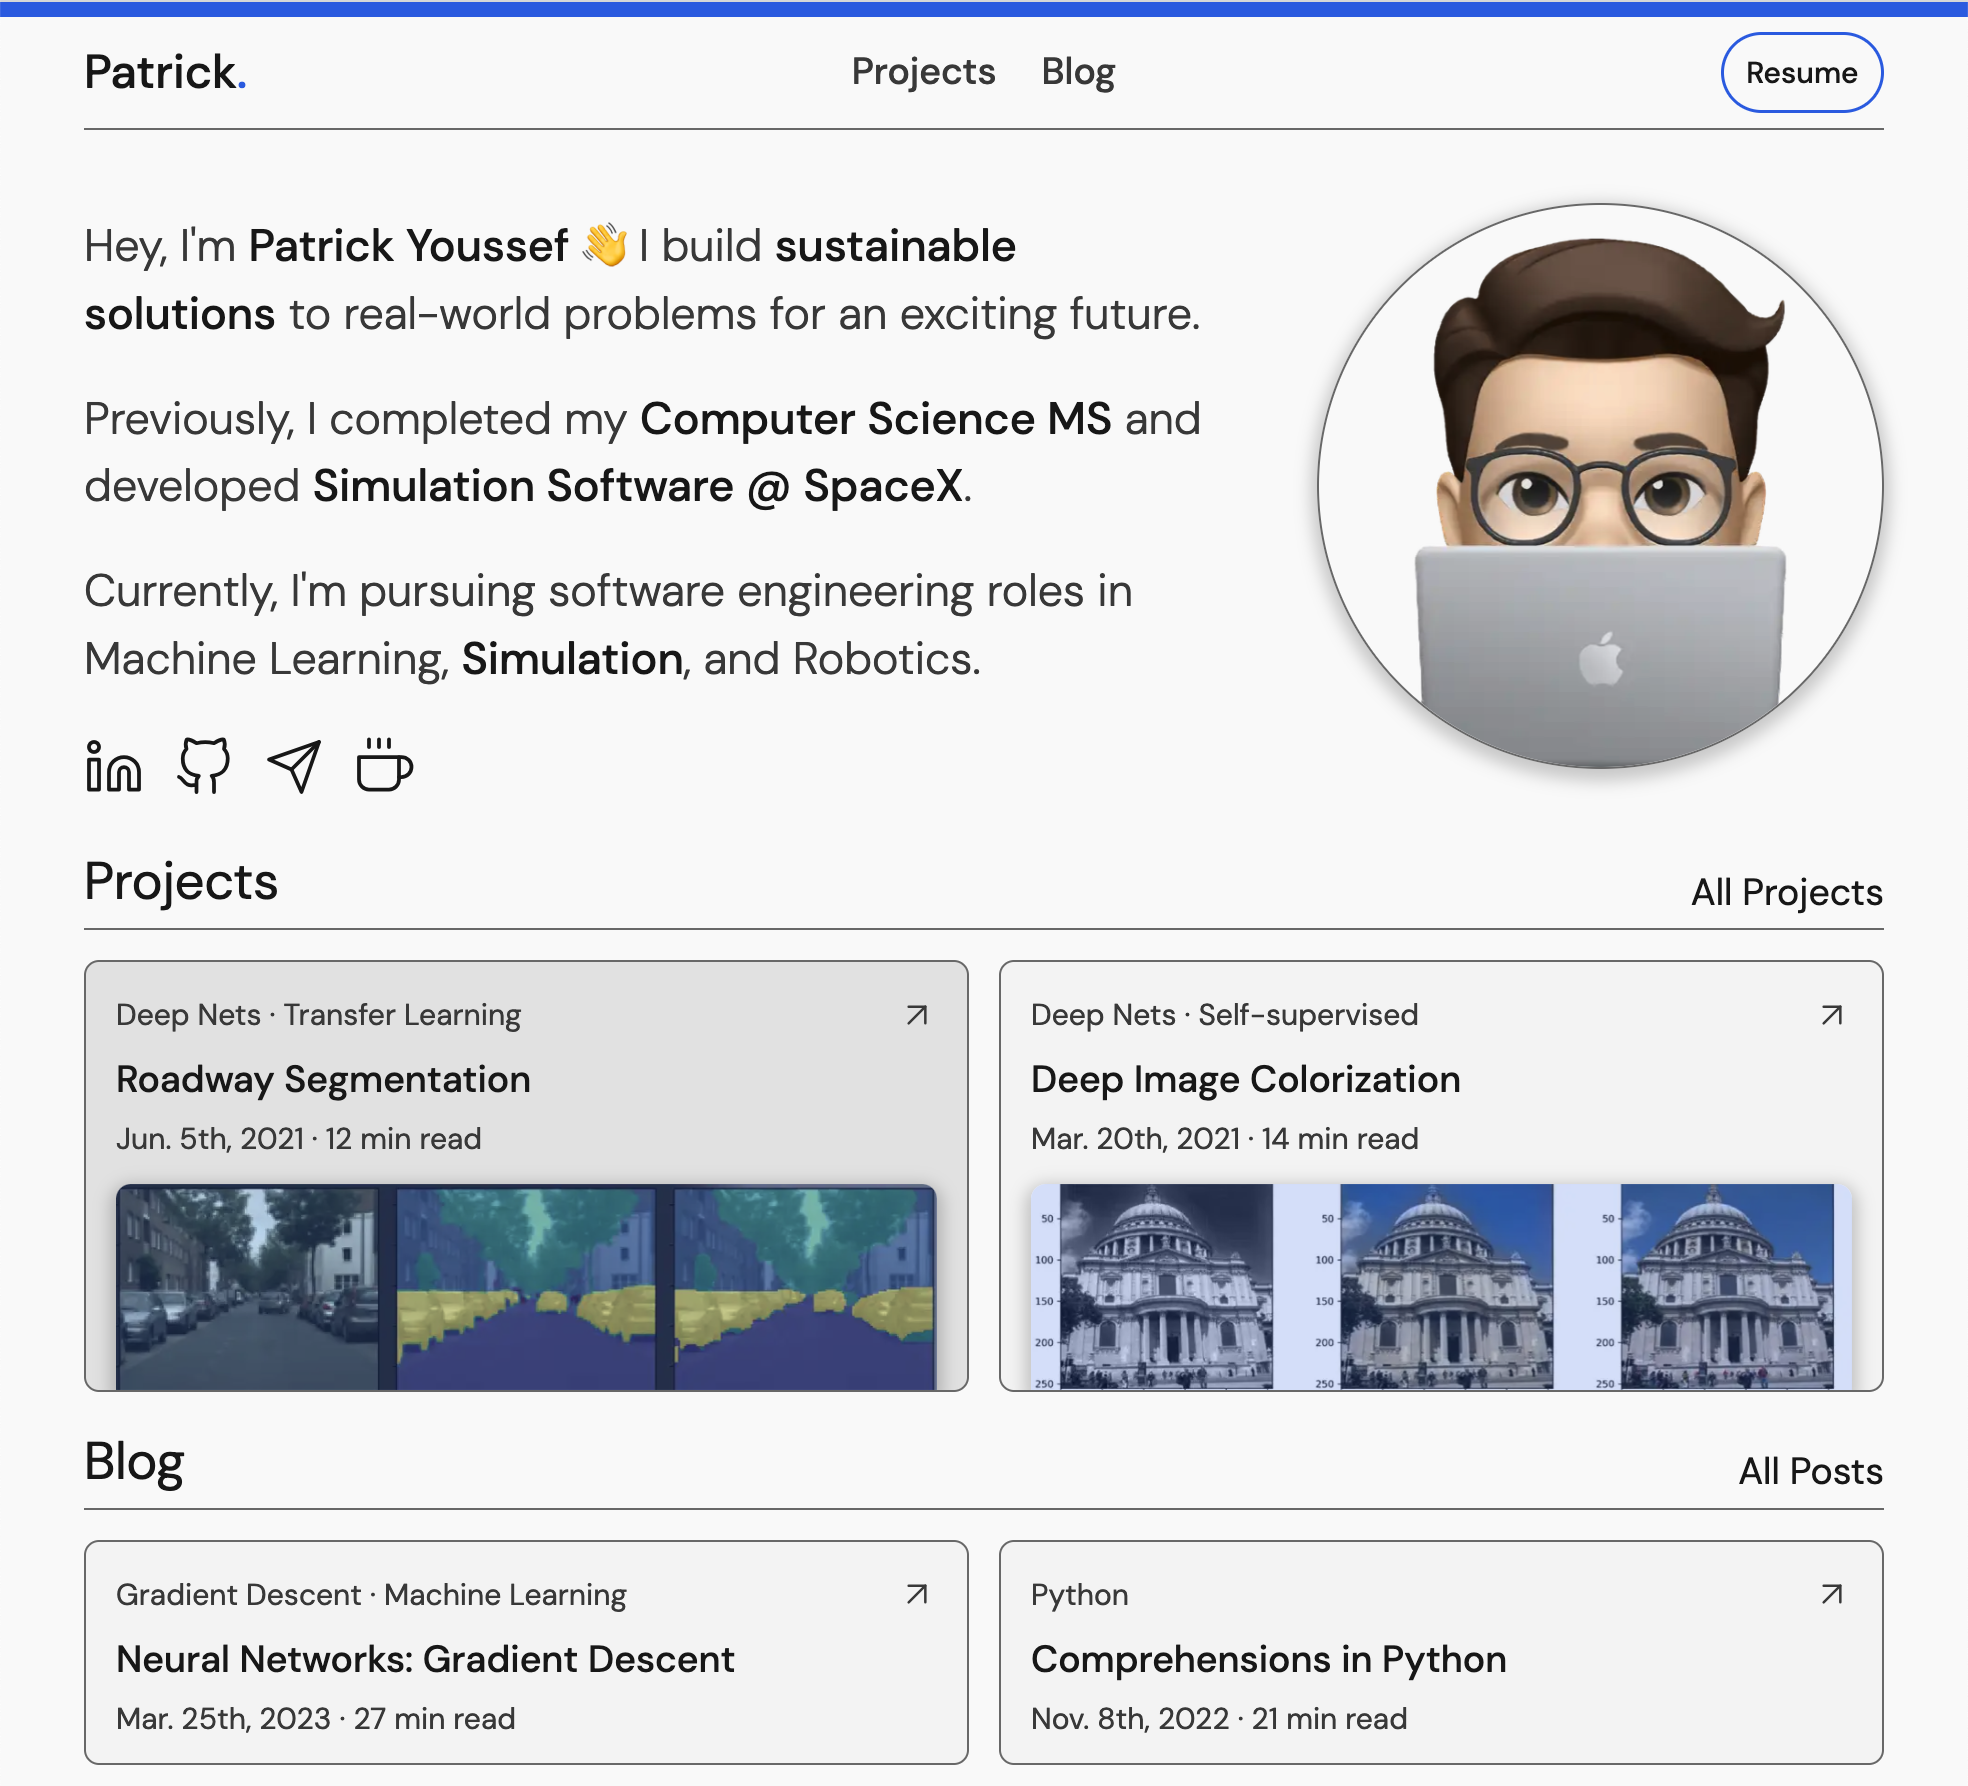 Patrick.
Projects
Blog
Resume
Hey, I'm Patrick Youssef 👋 I build sustainable
solutions to real-world problems for an exciting future.
Previously, I completed my Computer Science MS and
developed Simulation Software @ SpaceX.
Currently, I'm pursuing software engineering roles in
Machine Learning, Simulation, and Robotics.
Projects
All Projects
Deep Nets · Transfer Learning
Roadway Segmentation
Jun. 5th, 2021 · 12 min read
Deep Nets · Self-supervised
Deep Image Colorization
Mar. 20th, 2021 · 14 min read
50
100
150
200
250
50
100
150
200
250
50
100
150
200
250
Blog
All Posts
Gradient Descent · Machine Learning
Neural Networks: Gradient Descent
Mar. 25th, 2023 · 27 min read
Python
Comprehensions in Python
Nov. 8th, 2022 · 21 min read